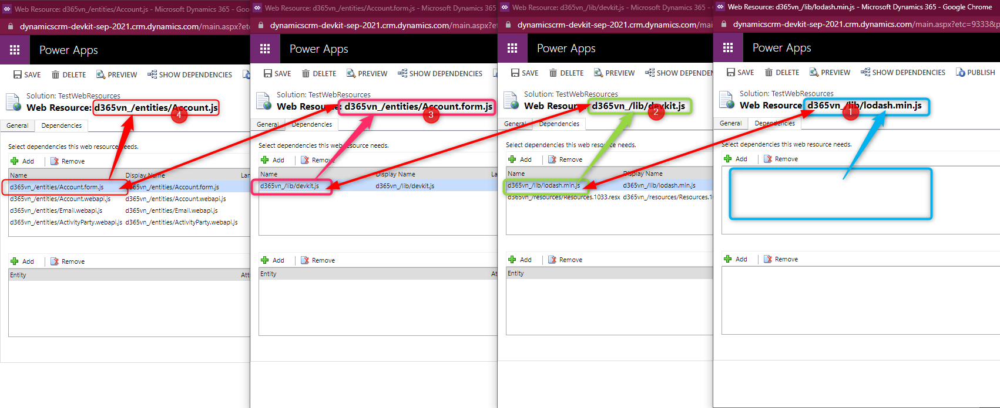 Web Resource: d365vn_/entities/Account.js - Microsoft Dynamics 365 - Goo
dynamicscrm-devkit-sep-2021.crm.dynamics.com/main.aspx?etc
Power Apps
SAVE DELETE PREVIEW SHOW DEPENDENCIES
Solution: TestWebResources
Web Resource: d365vn_/entities/Account.js
4
General Dependencies
Select dependencies this web resource needs.
Add Remove
Name Display Name Lan
d365vn_/entities/Account.form.js d365vn_/entities/Account.form.js
d365vn_/entities/Account.webapi.js d365vn_/entities/Account.webapi.js
d365vn_/entities/Email.webapi.js d365vn_/entities/Email.webapi.js
d365vn_/entities/ActivityParty.webapi.js d365vn_/entities/ActivityParty.webapi.js
Add Remove
Entity Att
Web Resource: d365vn_/entities/Account.form.js - Microsoft Dynamics 365
dynamicscrm-devkit-sep-2021.crm.dynamics.com/main.aspx?et
Power Apps
SAVE DELETE PREVIEW SHOW DEPENDENCIES
Solution: TestWebResources
Web Resource: d365vn_/entities/Account.form.js
3
General Dependencies
Select dependencies this web resource needs.
Add Remove
Name Display Name La
d365vn_/lib/devkit.js d365vn_/lib/devkit.js
Add Remove
Entity At
Web Resource: d365vn_/lib/devkit.js - Microsoft Dynamics 365 -
dynamicscrm-devkit-sep-2021.crm.dynamics.com/mai
Power Apps
SAVE DELETE PREVIEW SHOW DEPENDEN
Solution: TestWebResources
Web Resource: d365vn_/lib/devkit.js
2
General Dependencies
Select dependencies this web resource needs.
Add Remove
Name Display Name
d365vn_/lib/lodash.min.js d365vn_/lib/lodash.min.js
d365vn_/resources/Resources.1033.resx d365vn_/resources/Resources.1
Add Remove
Entity
Web Resource: d365vn_/lib/lodash.min.js - Microsoft Dynamics 365 - Google Chrome
dynamicscrm-devkit-sep-2021.crm.dynamics.com/main.aspx?etc=9333&p
Power Apps
SAVE DELETE PREVIEW SHOW DEPENDENCIES PUBLISH
Solution: TestWebResources
Web Resource: d365vn_/lib/lodash.min.js
1
General Dependencies
Select dependencies this web resource needs.
Add Remove
Add Remove